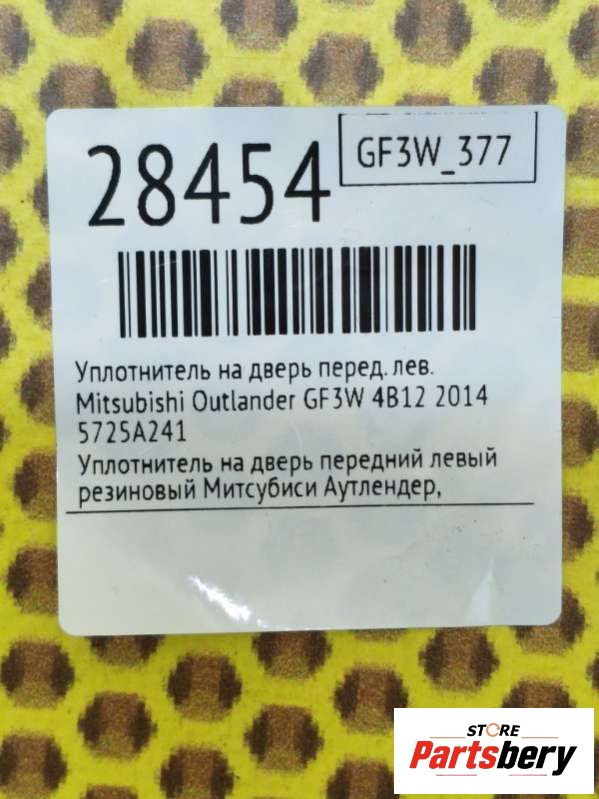 28454
GF3W_377
Уплотнитель на дверь перед. лев.
Mitsubishi Outlander GF3W 4B12 2014
5725A241
Уплотнитель на дверь передний левый
резиновый Митсубиси Аутлендер,
STORE
Partsbery